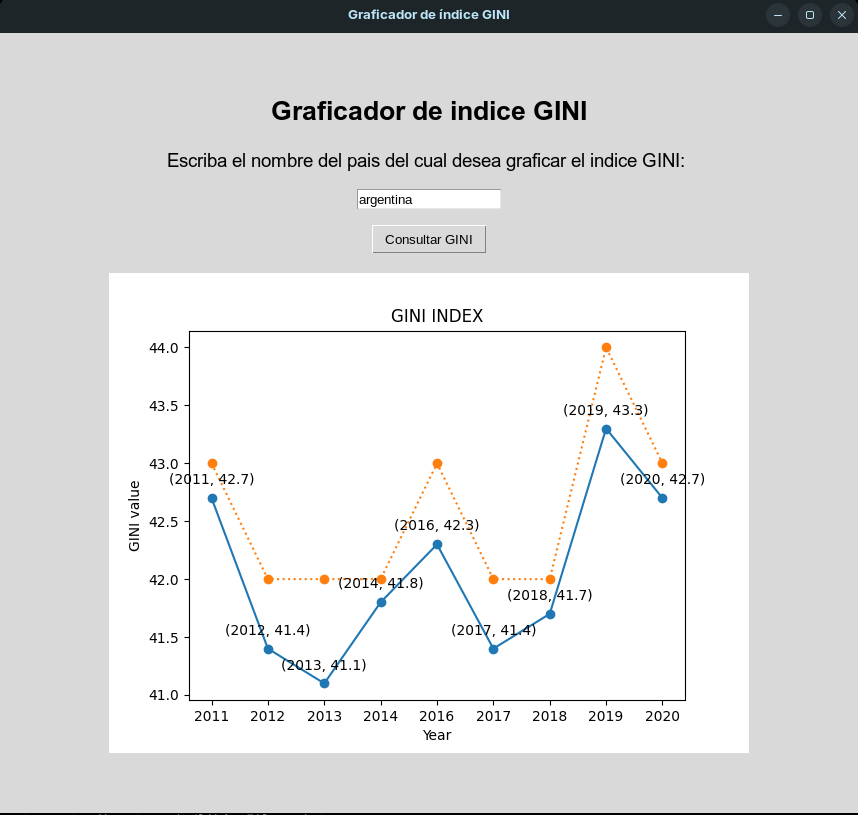 Graficador de índice GINI
Graficador de indice GINI
Escriba el nombre del pais del cual desea graficar el indice GINI:
argentina
Consultar GINI
GINI INDEX
44.0
(2019, 43.3)
43.5
43.0
(2011, 42.7)
(2020, 42.7)
GINI value
42.5
(2016, 42.3)
42.0
(2014, 41.8)
(2018, 41.7)
(2012, 41.4)
(2017, 41.4)
41.5
(2013, 41.1)
41.0
2011 2012 2013 2014 2016 2017 2018 2019 2020
Year